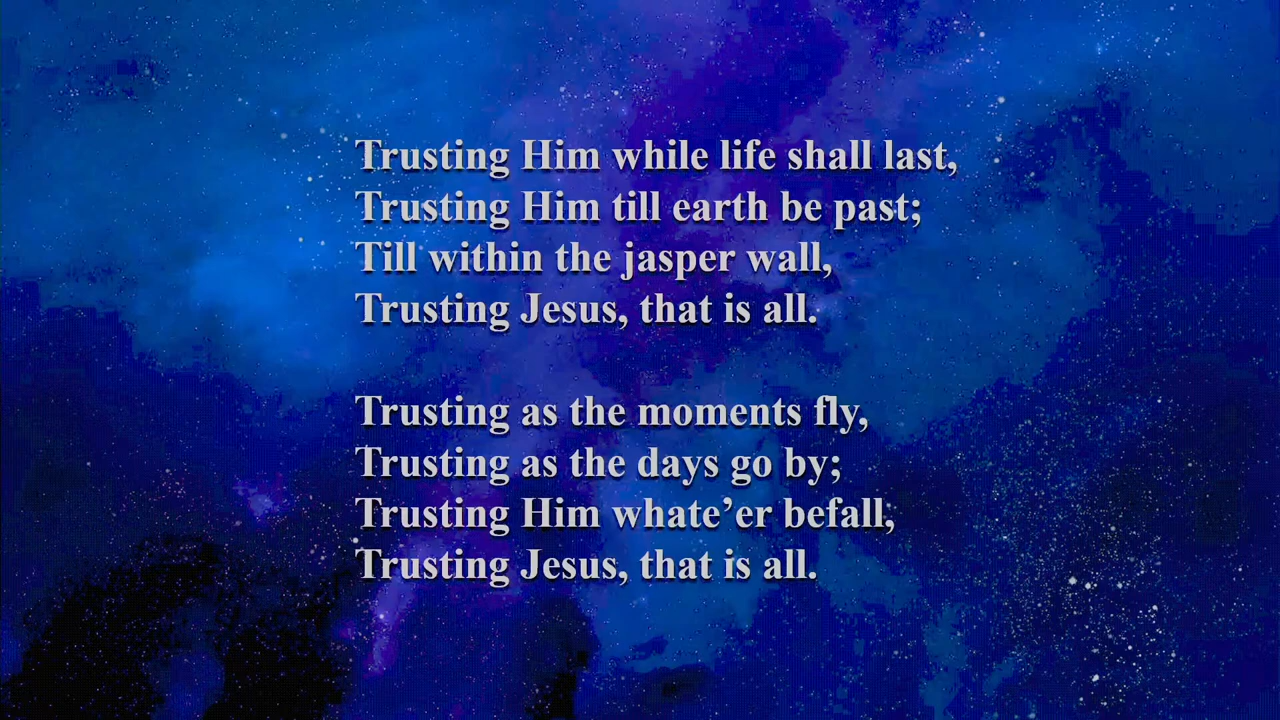 Trusting Him while life shall last,
Trusting Him till earth be past;
Till within the jasper wall,
Trusting Jesus, that is all.
Trusting as the moments fly,
Trusting as the days go by;
Trusting Him whate’er befall,
Trusting Jesus, that is all.